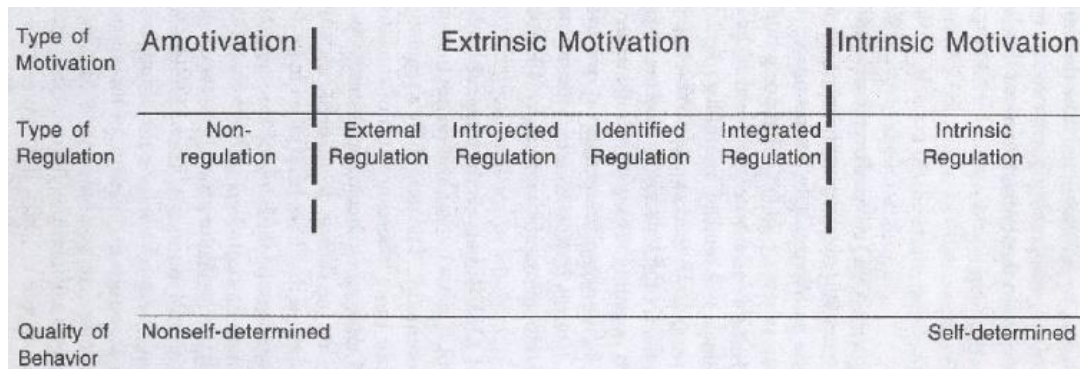 Type of Motivation Amotivation Extrinsic Motivation Intrinsic Motivation
Type of Regulation Non-regulation External Regulation Introjected Regulation Identified Regulation Integrated Regulation Intrinsic Regulation
Quality of Behavior Nonself-determined Self-determined